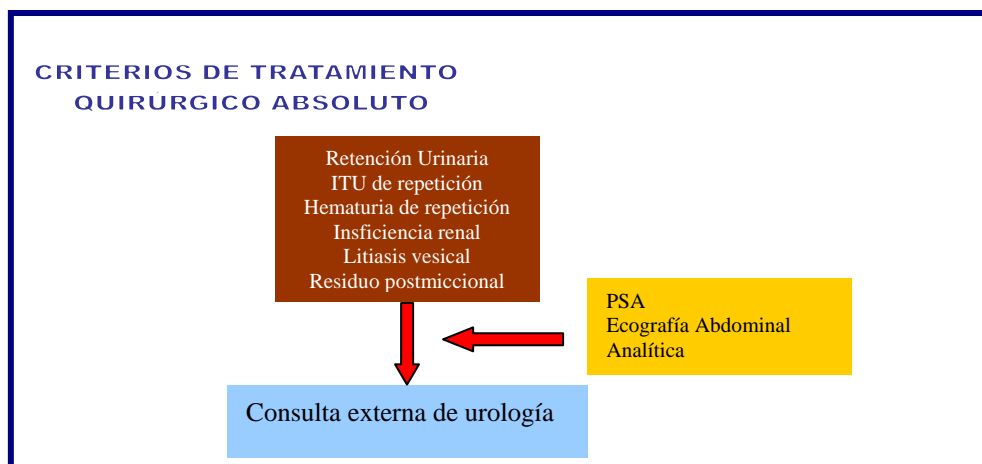 CRITERIOS DE TRATAMIENTO
QUIRÚRGICO ABSOLUTO
Retención Urinaria
ITU de repetición
Hematuria de repetición
Insficiencia renal
Litiasis vesical
Residuo postmiccional
PSA
Ecografía Abdominal
Analítica
Consulta externa de urología